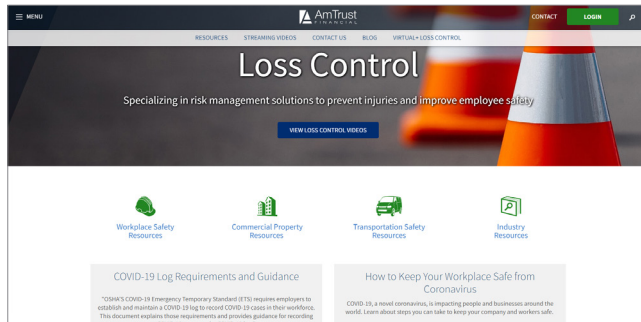 MENU
AmTrust
FINANCIAL
CONTACT
LOGIN
RESOURCES STREAMING VIDEOS CONTACT US BLOG VIRTUAL+ LOSS CONTROL
Loss Control
Specializing in risk management solutions to prevent injuries and improve employee safety
VIEW LOSS CONTROL VIDEOS
Workplace Safety
Resources
Commercial Property
Resources
Transportation Safety
Resources
Industry
Resources
COVID-19 Log Requirements and Guidance
"OSHA'S COVID-19 Emergency Temporary Standard (ETS) requires employers to
establish and maintain a COVID-19 log to record COVID-19 cases in their workforce.
This document explains those requirements and provides guidance for recording
How to Keep Your Workplace Safe from
Coronavirus
COVID-19, a novel coronavirus, is impacting people and businesses around the
world. Learn about steps you can take to keep your company and workers safe.